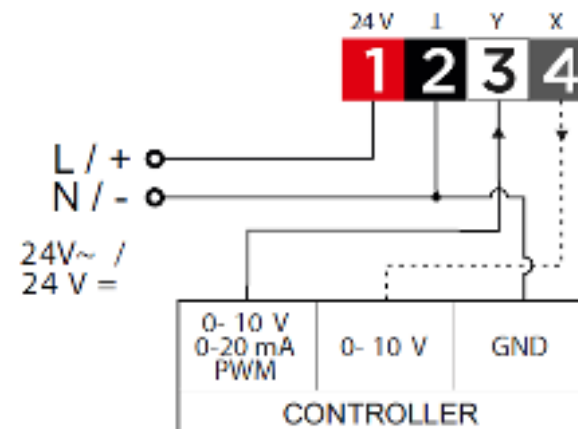 24 V ⊥ Y X
1 2 3 4
L / +
N / -
24V~ /
24 V =
0- 10 V
0-20 mA
PWM
0- 10 V
GND
CONTROLLER